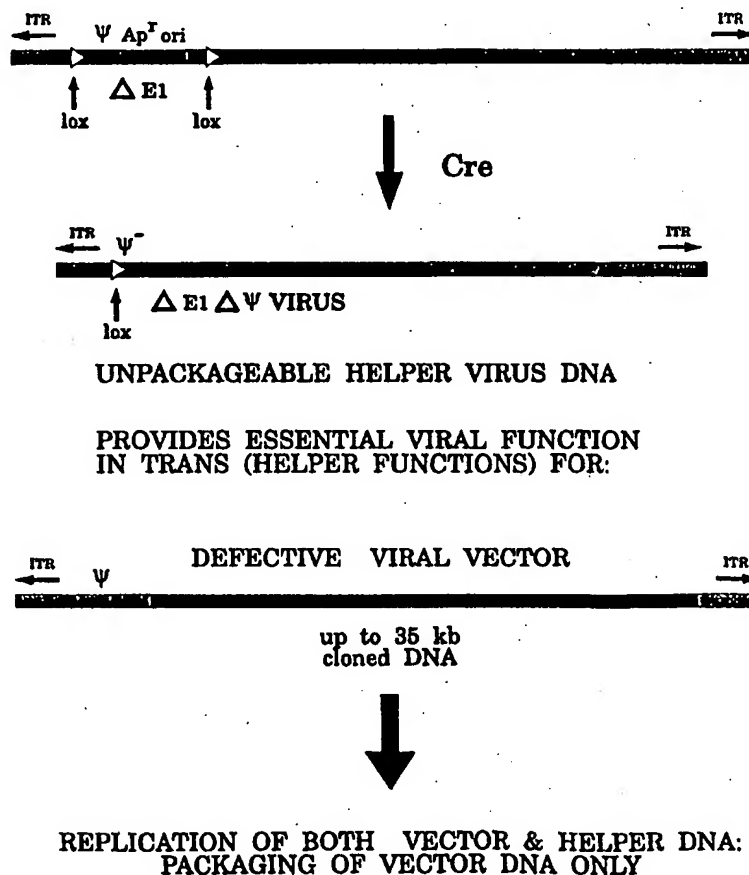 ITR Ψ Apʳ ori ITR
Δ E1
lox lox
Cre
ITR Ψ⁻ ITR
lox Δ E1 Δ Ψ VIRUS
UNPACKAGEABLE HELPER VIRUS DNA
PROVIDES ESSENTIAL VIRAL FUNCTION
IN TRANS (HELPER FUNCTIONS) FOR:
DEFECTIVE VIRAL VECTOR
ITR Ψ ITR
up to 35 kb
cloned DNA
REPLICATION OF BOTH VECTOR & HELPER DNA:
PACKAGING OF VECTOR DNA ONLY